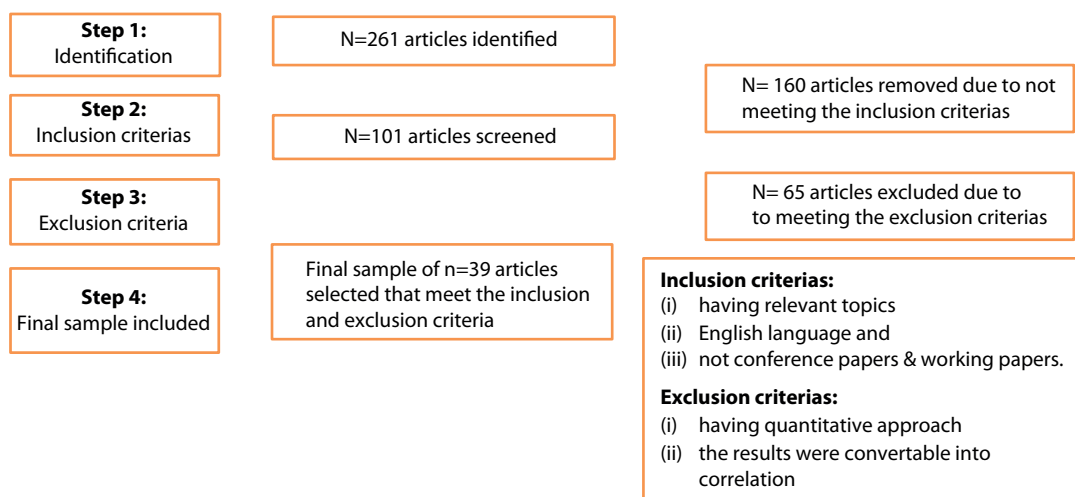 Step 1:
Identification
N=261 articles identified
N= 160 articles removed due to not
meeting the inclusion criterias
Step 2:
Inclusion criterias
N=101 articles screened
Step 3:
Exclusion criteria
N= 65 articles excluded due to
to meeting the exclusion criterias
Step 4:
Final sample included
Final sample of n=39 articles
selected that meet the inclusion
and exclusion criteria
Inclusion criterias:
(i) having relevant topics
(ii) English language and
(iii) not conference papers & working papers.
Exclusion criterias:
(i) having quantitative approach
(ii) the results were convertable into
correlation